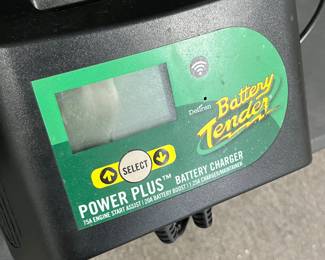 Deltran
Battery
Tender
SELECT
POWER PLUS™ BATTERY CHARGER
75A ENGINE START ASSIST | 20A BATTERY BOOST | 1.25A CHARGER/MAINTAINER